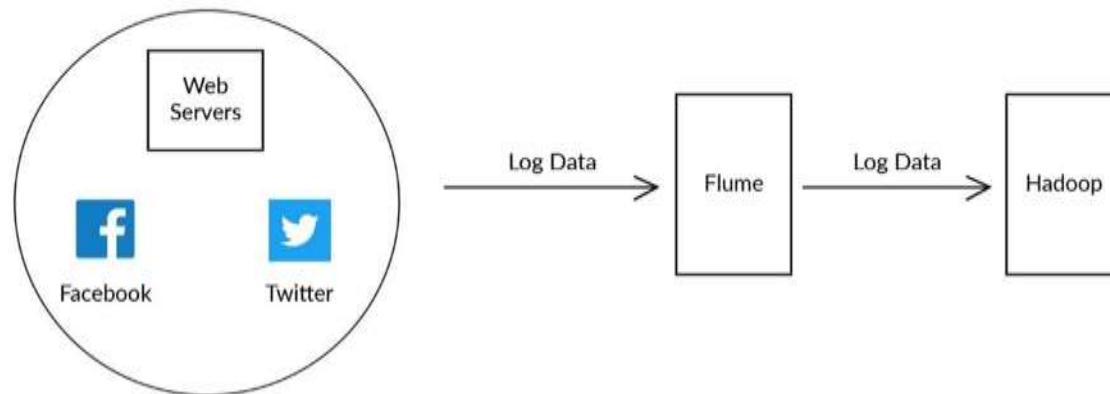 Web
Servers
Facebook
Twitter
Log Data
Flume
Log Data
Hadoop